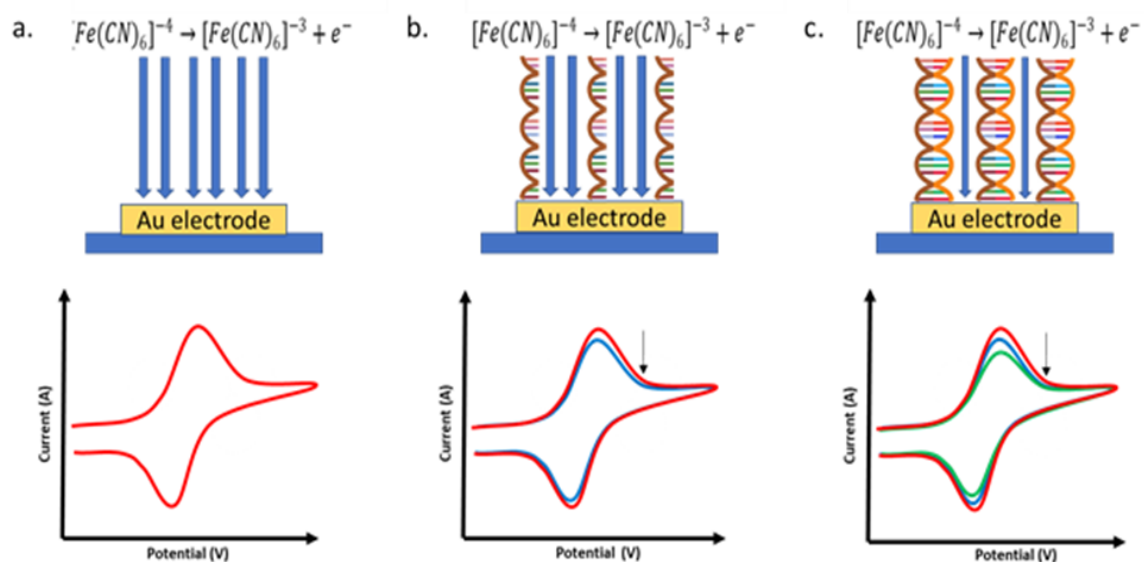 a. Fe(CN)₆]⁻⁴ → [Fe(CN)₆]⁻³ + e⁻
b. [Fe(CN)₆]⁻⁴ → [Fe(CN)₆]⁻³ + e⁻
c. [Fe(CN)₆]⁻⁴ → [Fe(CN)₆]⁻³ + e⁻
Au electrode
Au electrode
Au electrode
Current (A)
Potential (V)
Current (A)
Potential (V)
Current (A)
Potential (V)